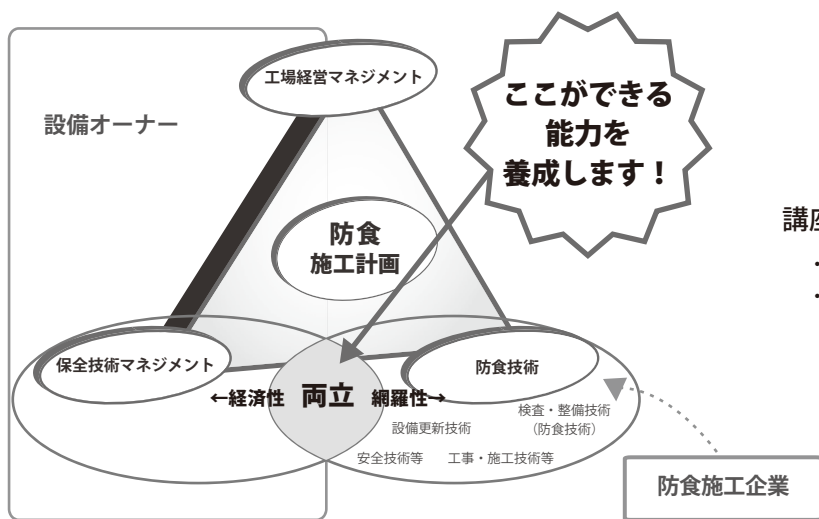 工場経営マネジメント
設備オーナー
ここができる
能力を
養成します！
講座
・
・
防食
施工計画
保全技術マネジメント
防食技術
←経済性 両立 網羅性→
検査・整備技術
（防食技術）
設備更新技術
安全技術等 工事・施工技術等
防食施工企業